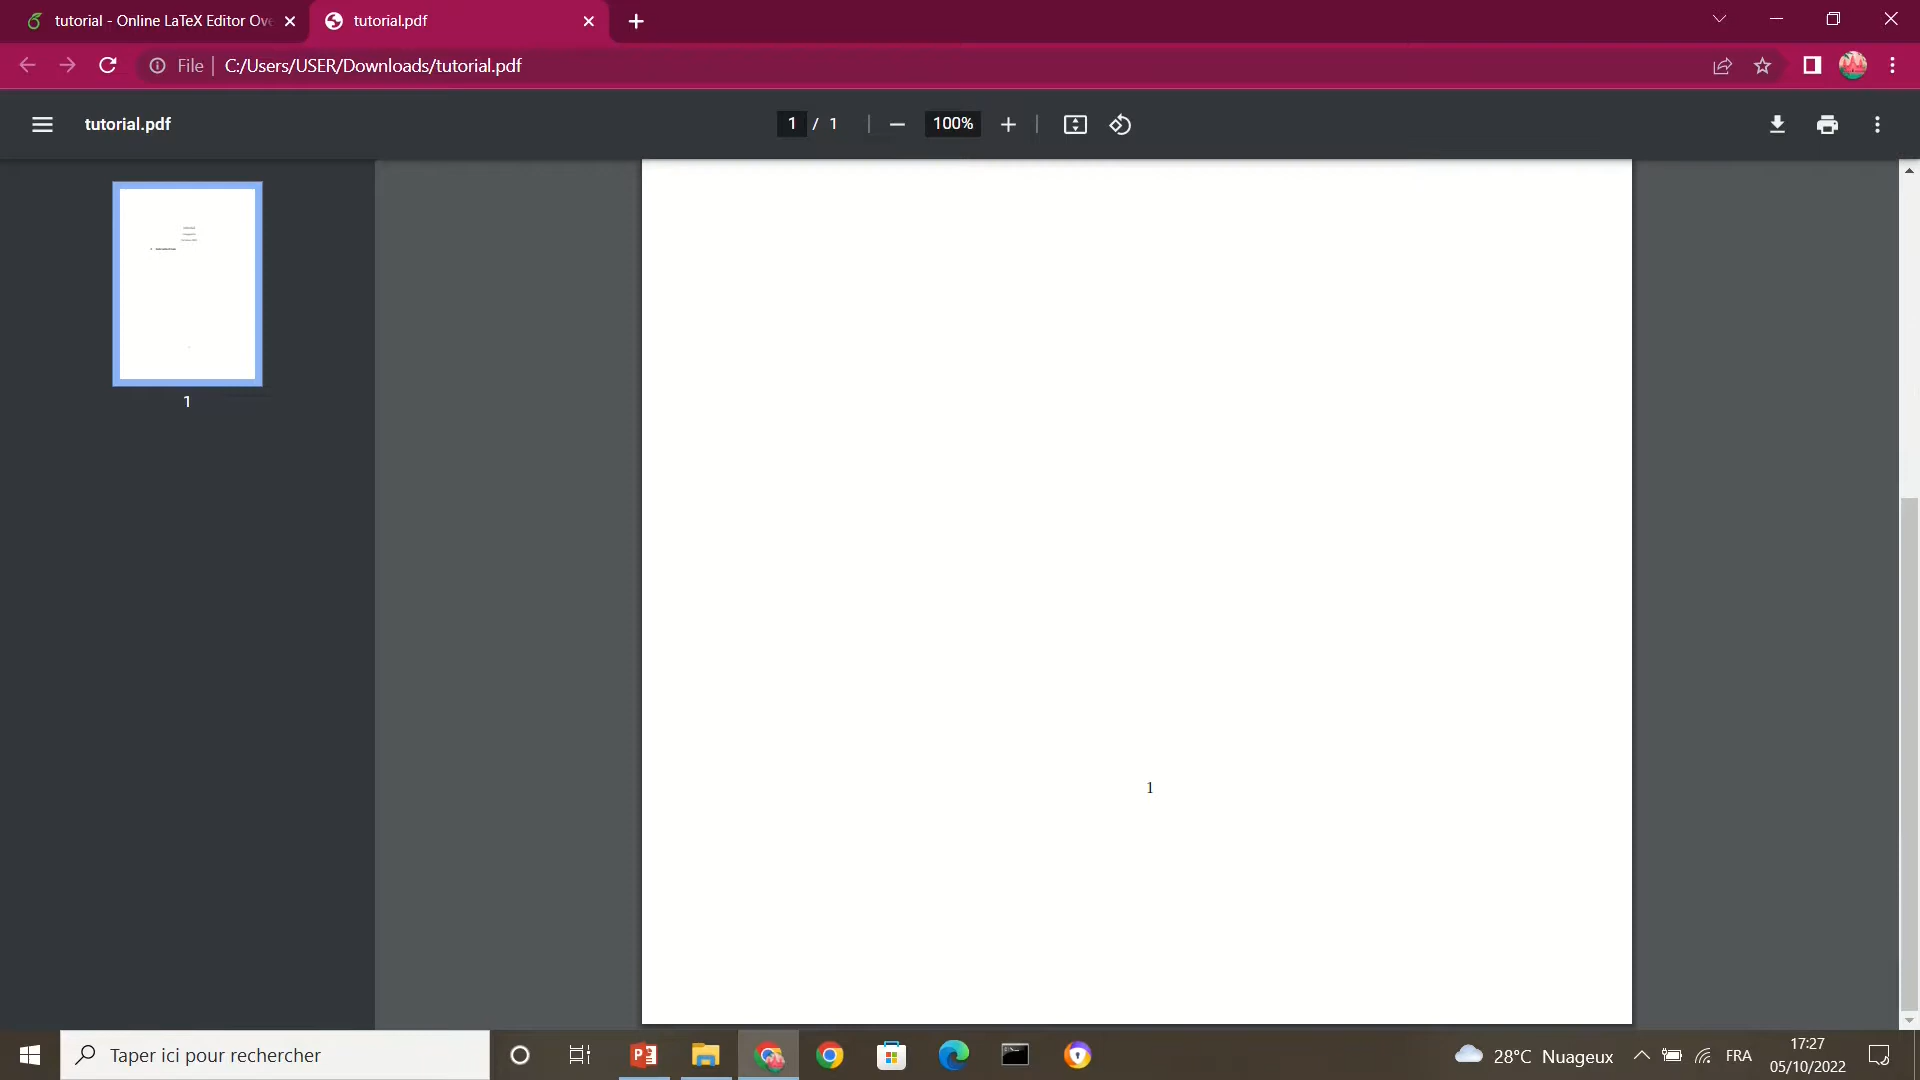 tutorial - Online LaTeX Editor Ove
tutorial.pdf
File
C:/Users/USER/Downloads/tutorial.pdf
tutorial.pdf
1 / 1
100%
1
1
Taper ici pour rechercher
28°C Nuageux
FRA
17:27
05/10/2022